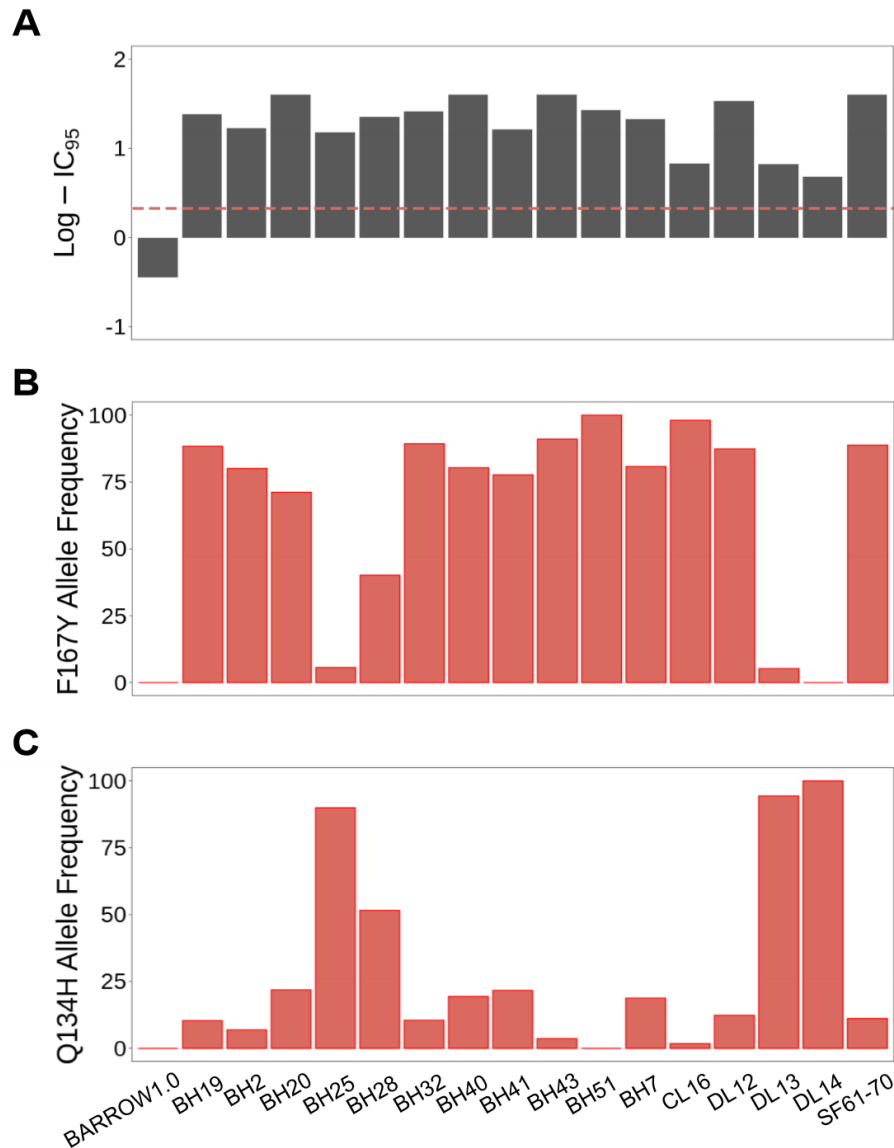 A
Log − IC95
2
1
0
-1
B
F167Y Allele Frequency
100
75
50
25
0
C
Q134H Allele Frequency
100
75
50
25
0
BARROW1.0 BH19 BH2 BH20 BH25 BH28 BH32 BH40 BH41 BH43 BH51 BH7 CL16 DL12 DL13 DL14 SF61-70